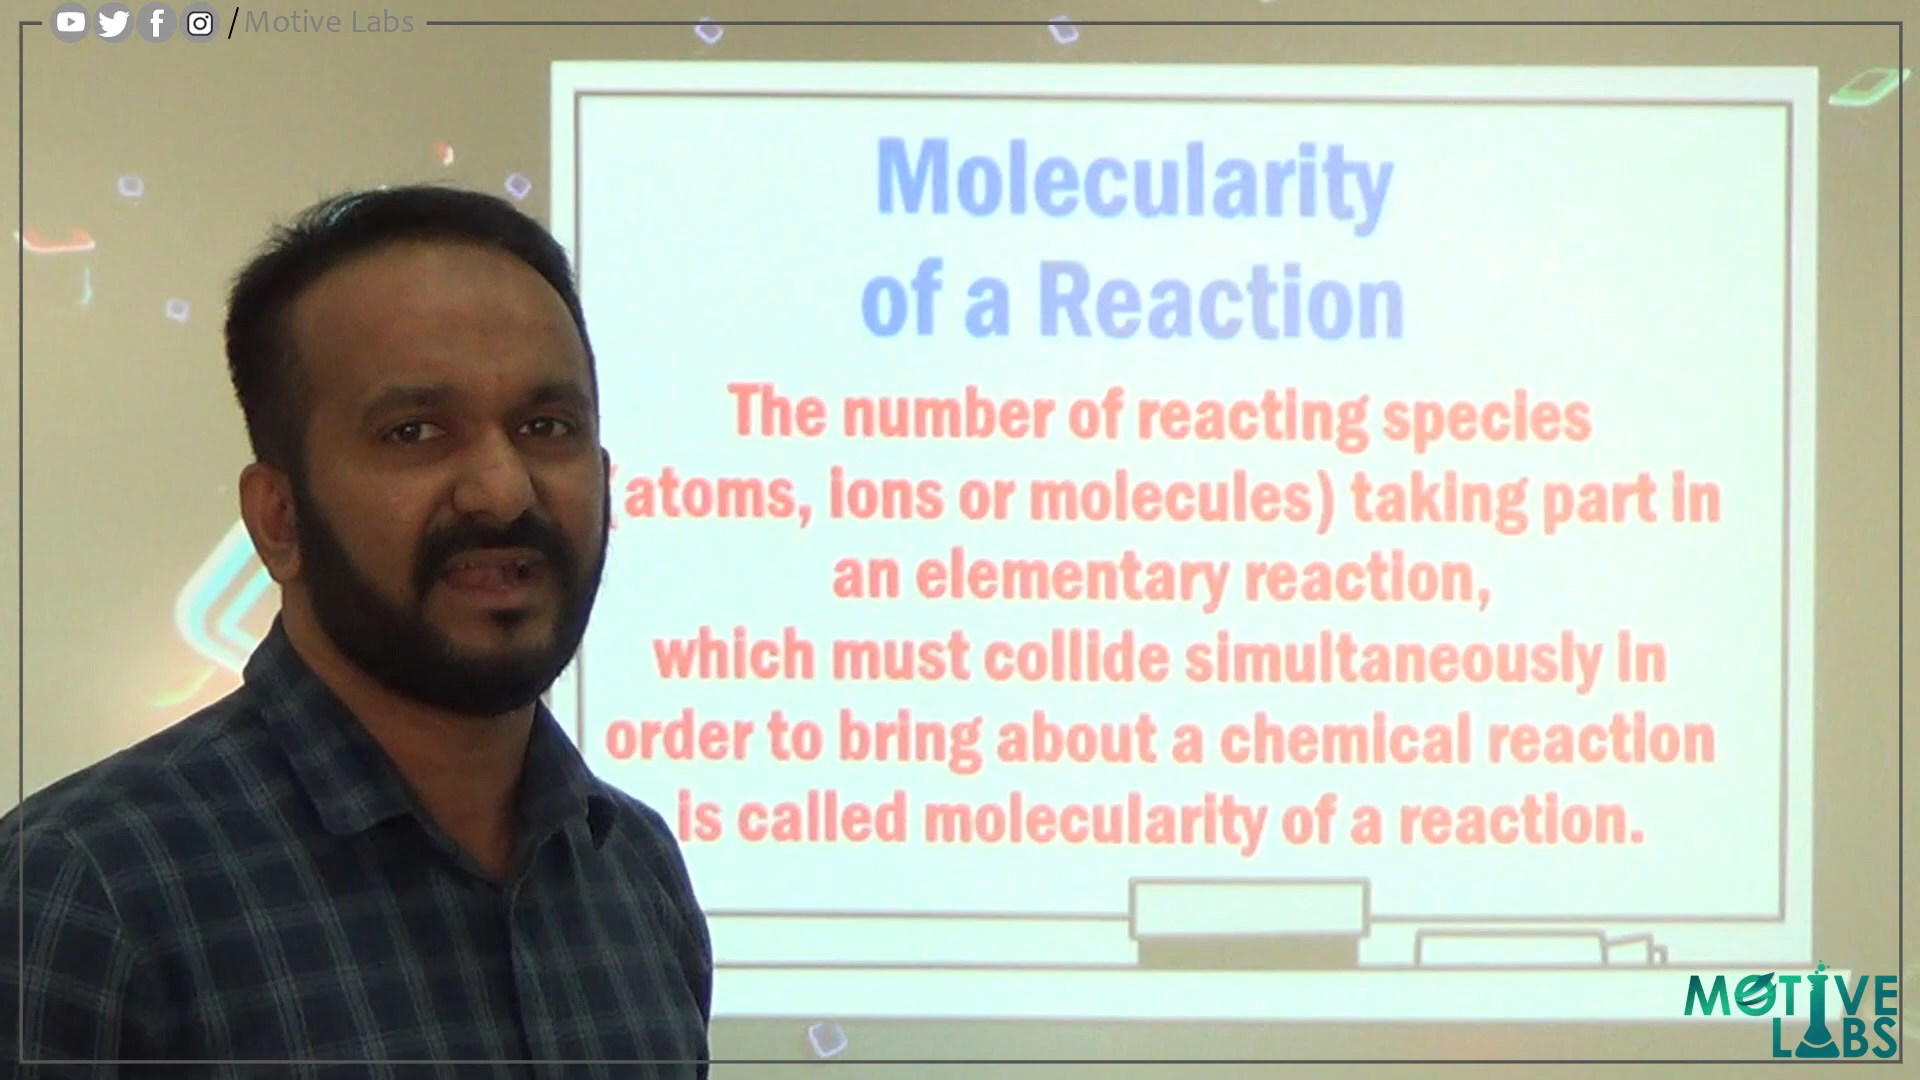 / Motive Labs
Molecularity
of a Reaction
The number of reacting species
(atoms, ions or molecules) taking part in
an elementary reaction,
which must collide simultaneously in
order to bring about a chemical reaction
is called molecularity of a reaction.
MOTIVE
LABS